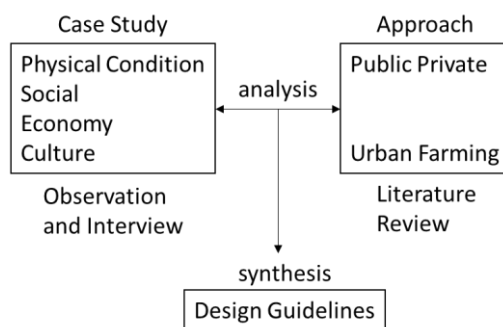 Case Study
Physical Condition
Social
Economy
Culture
Observation
and Interview
analysis
Approach
Public Private
Urban Farming
Literature
Review
synthesis
Design Guidelines